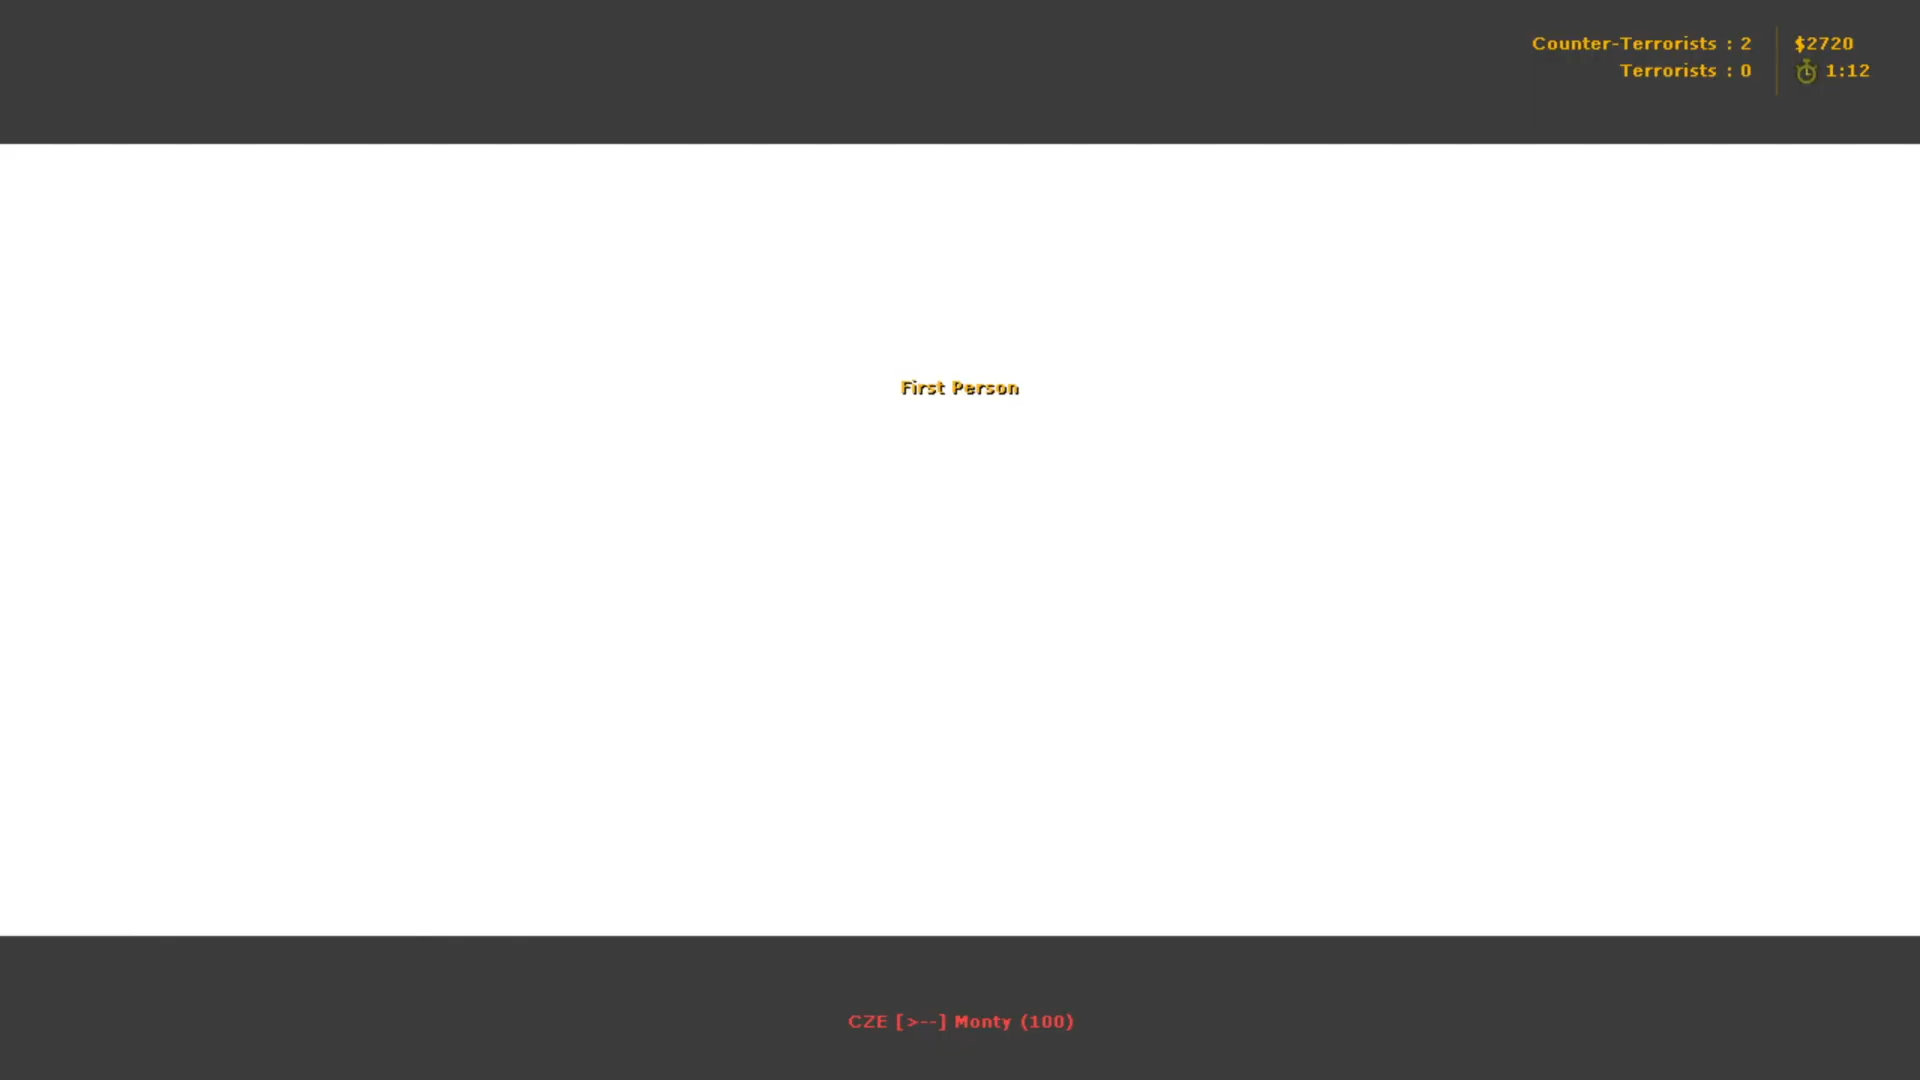 Counter-Terrorists : 2
$2720
Terrorists : 0
1:12
First Person
CZE [>--] Monty (100)